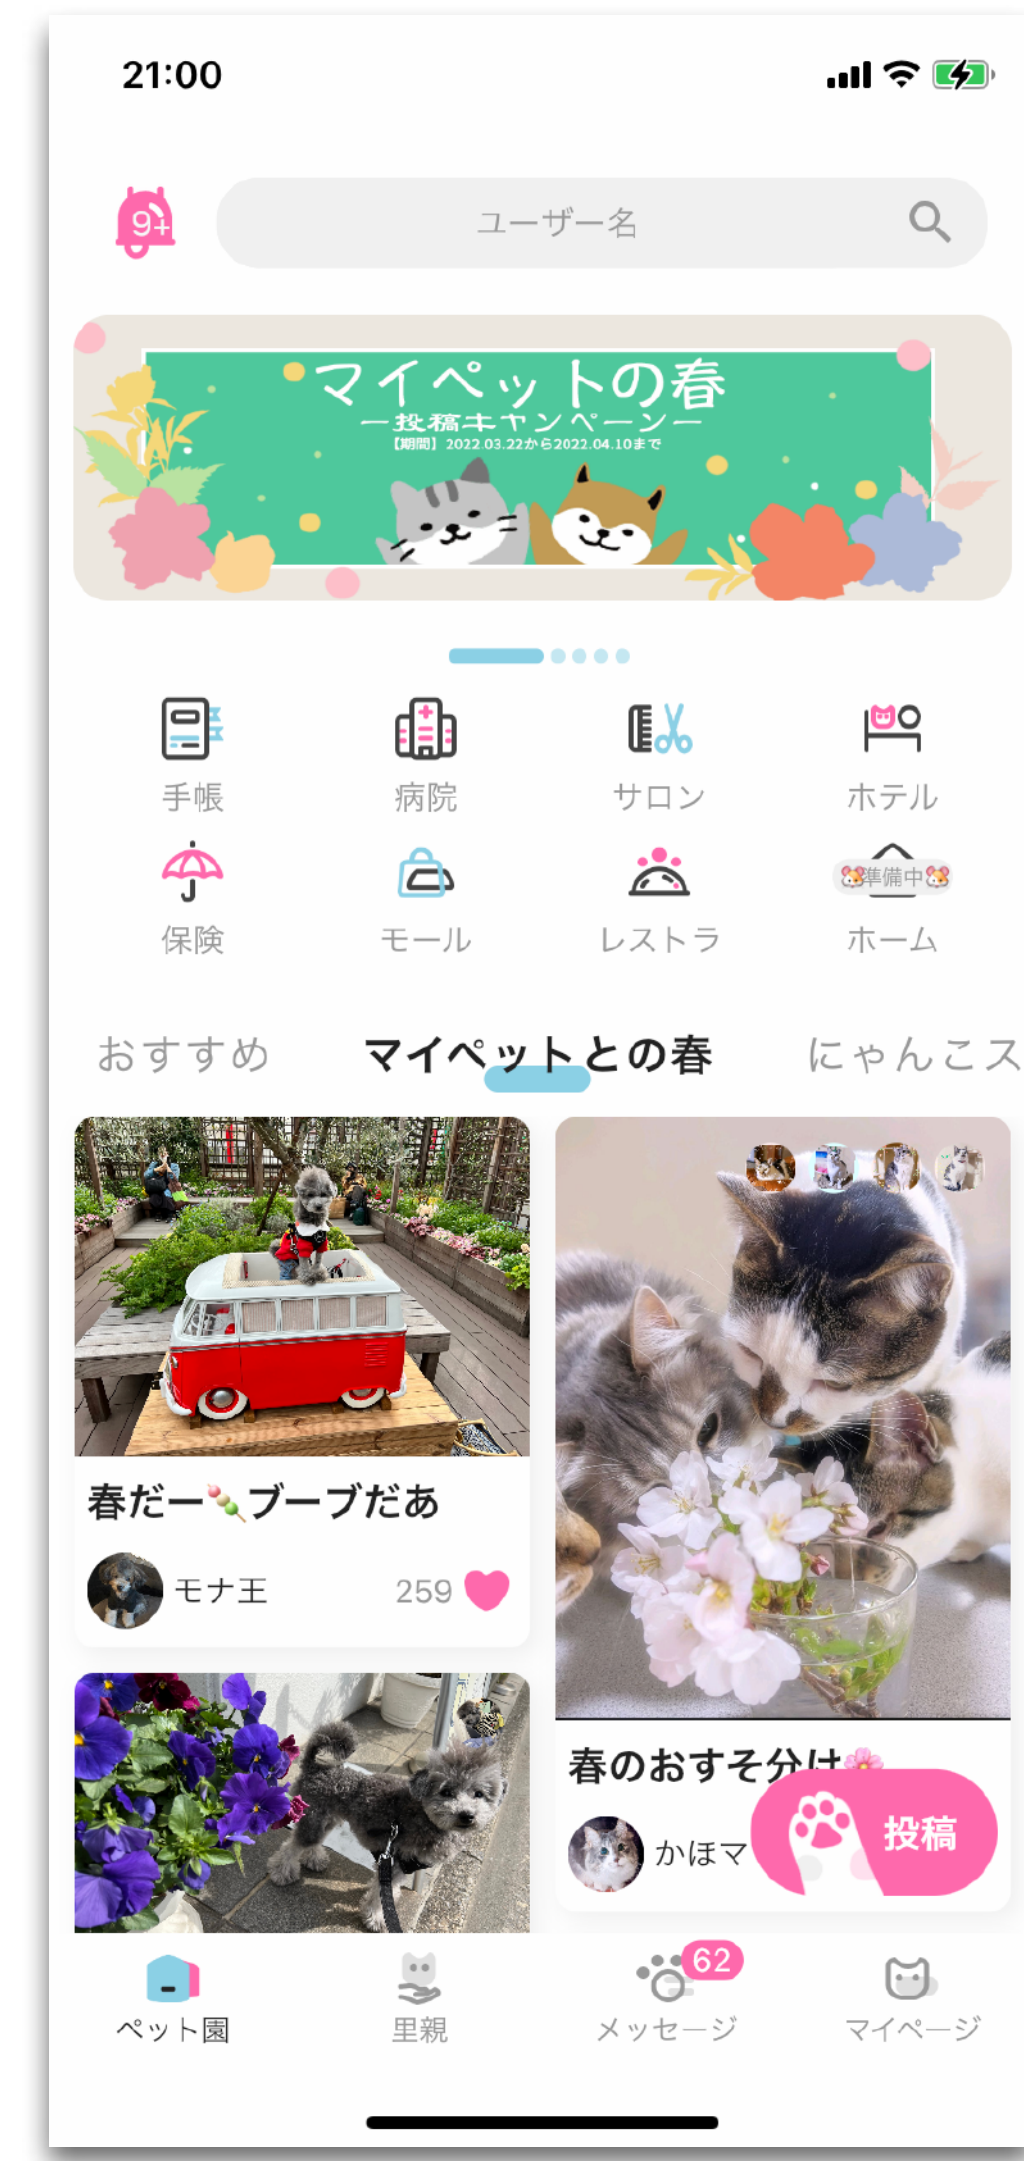 21:00
9+
ユーザー名
マイペットの春
ー投稿キャンペーンー
【期間】2022.03.22から2022.04.10まで
手帳
病院
サロン
ホテル
🐹準備中🐹
保険
モール
レストラ
ホーム
おすすめ
マイペットとの春
にゃんこス
春だー🍡ブーブだあ
モナ王
259
春のおすそ分け🌸
かほマ
投稿
62
ペット園
里親
メッセージ
マイページ